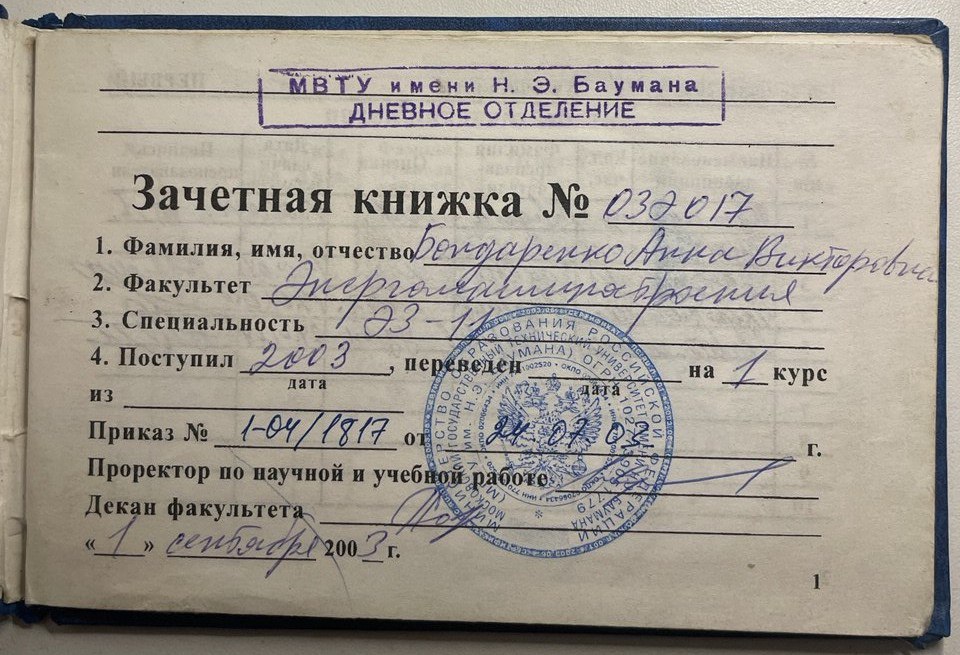 МВТУ имени Н. Э. Баумана
ДНЕВНОЕ ОТДЕЛЕНИЕ
Зачетная книжка № 03Э017
1. Фамилия, имя, отчество Бондаренко Анна Викторовна
2. Факультет Энергомашиностроения
3. Специальность Э3-11
4. Поступил 2003, переведен на 1 курс
дата дата
из
Приказ № 1-04/1817 от 24.07.03 г.
Проректор по научной и учебной работе
Декан факультета
« 1 » сентября 2003 г.
1